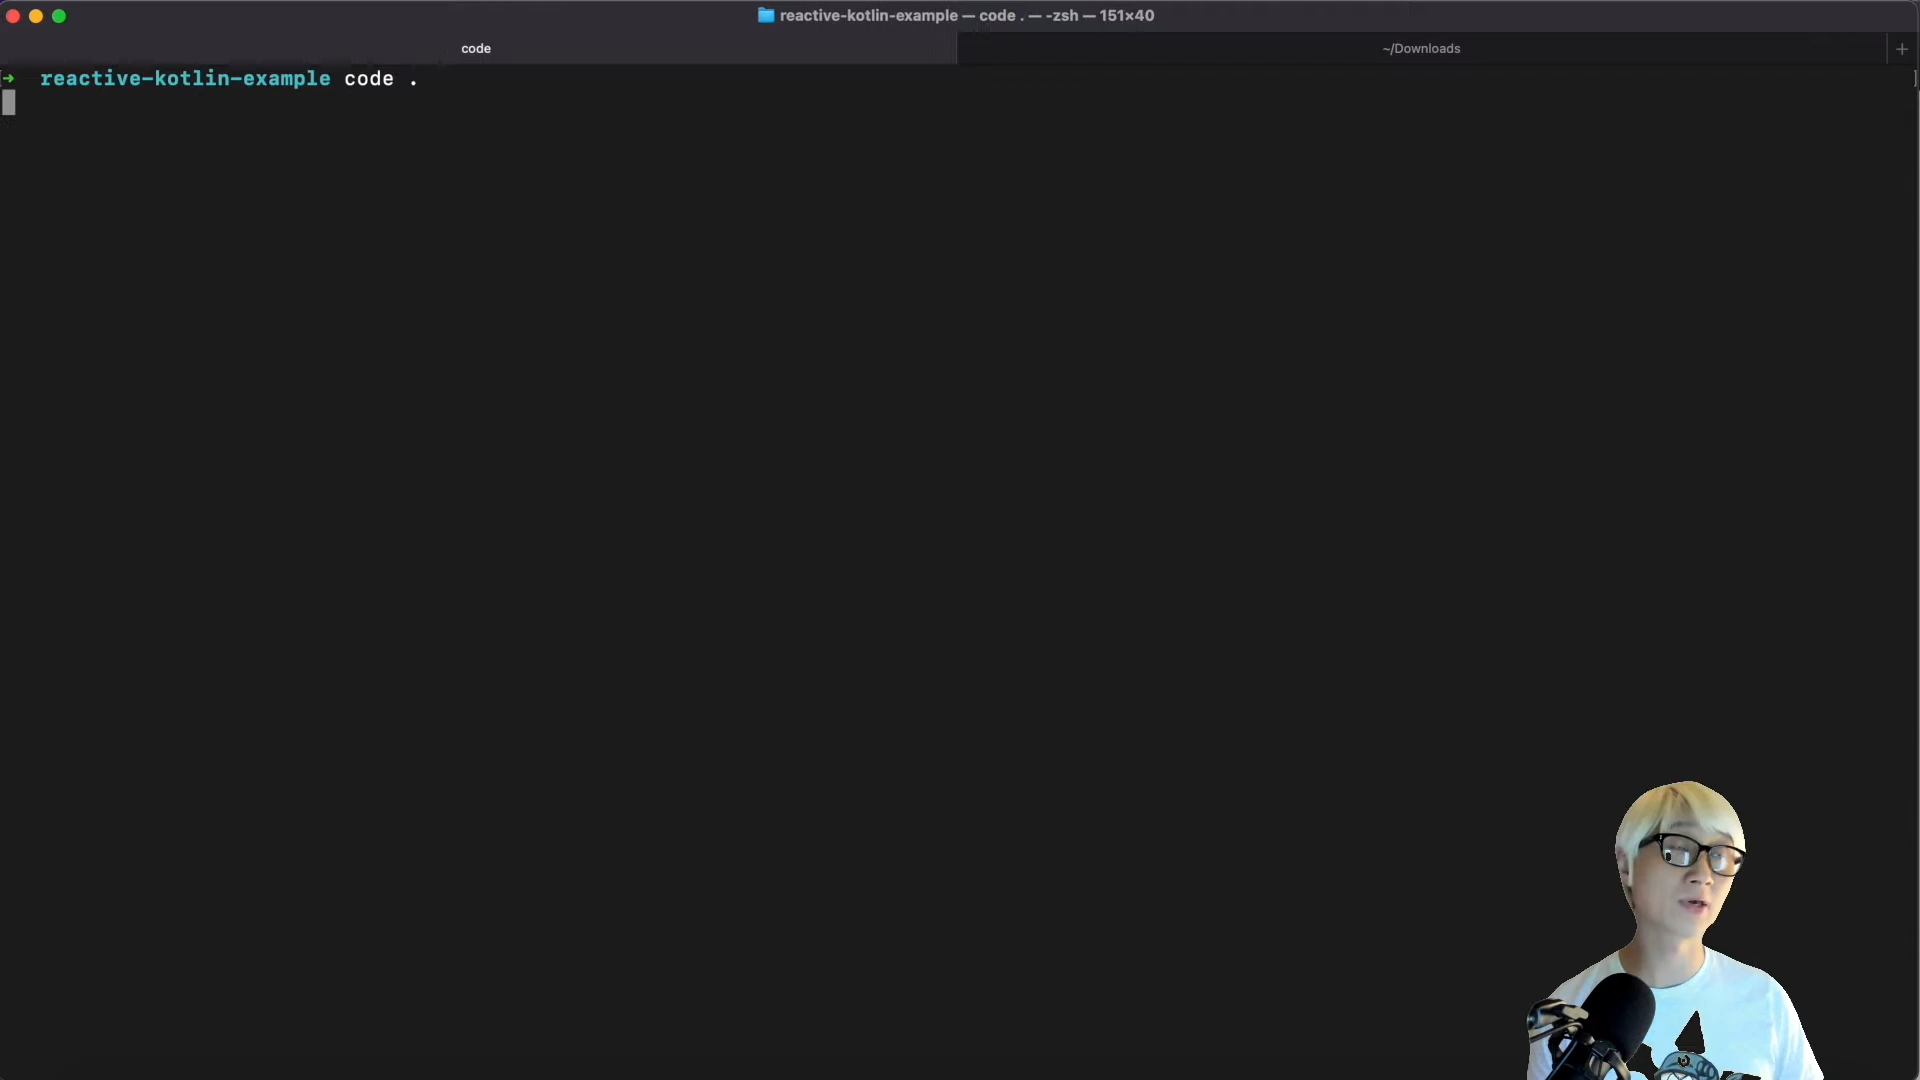 reactive-kotlin-example — code . — -zsh — 151×40
code
~/Downloads
+
➜ reactive-kotlin-example code .